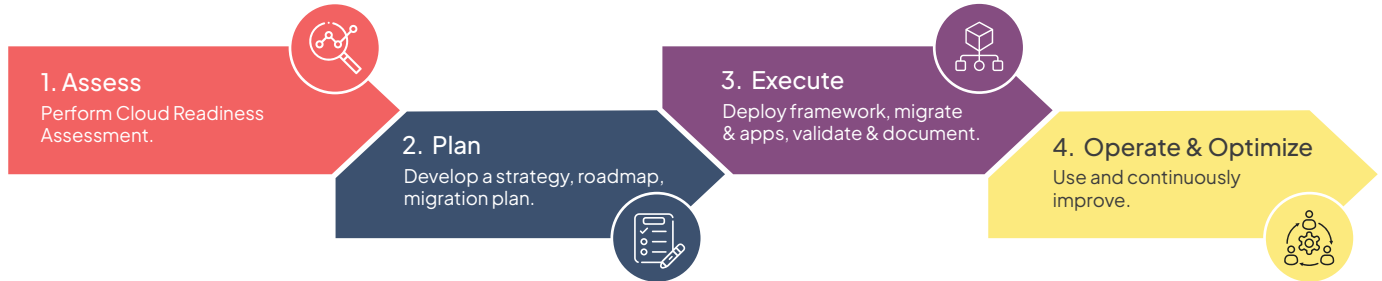 1. Assess
Perform Cloud Readiness
Assessment.
2. Plan
Develop a strategy, roadmap,
migration plan.
3. Execute
Deploy framework, migrate
& apps, validate & document.
4. Operate & Optimize
Use and continuously
improve.